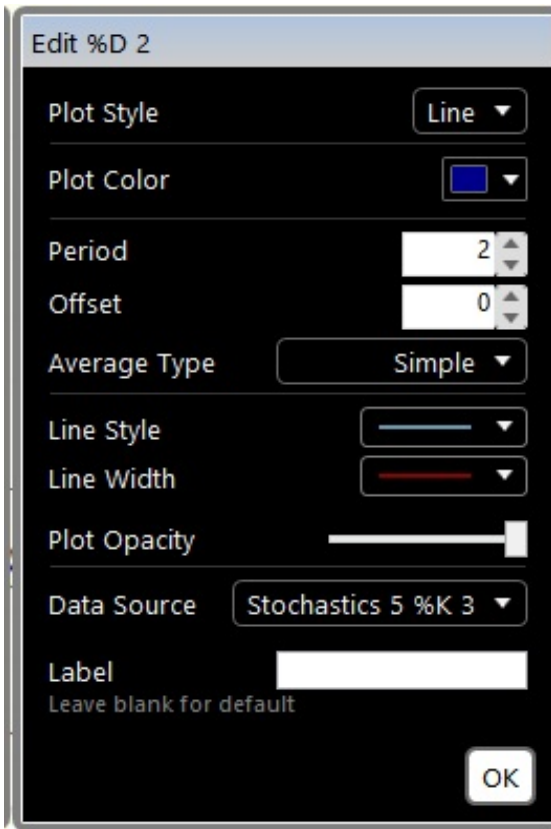 Edit %D 2
Plot Style Line
Plot Color
Period 2
Offset 0
Average Type Simple
Line Style
Line Width
Plot Opacity
Data Source Stochastics 5 %K 3
Label
Leave blank for default
OK